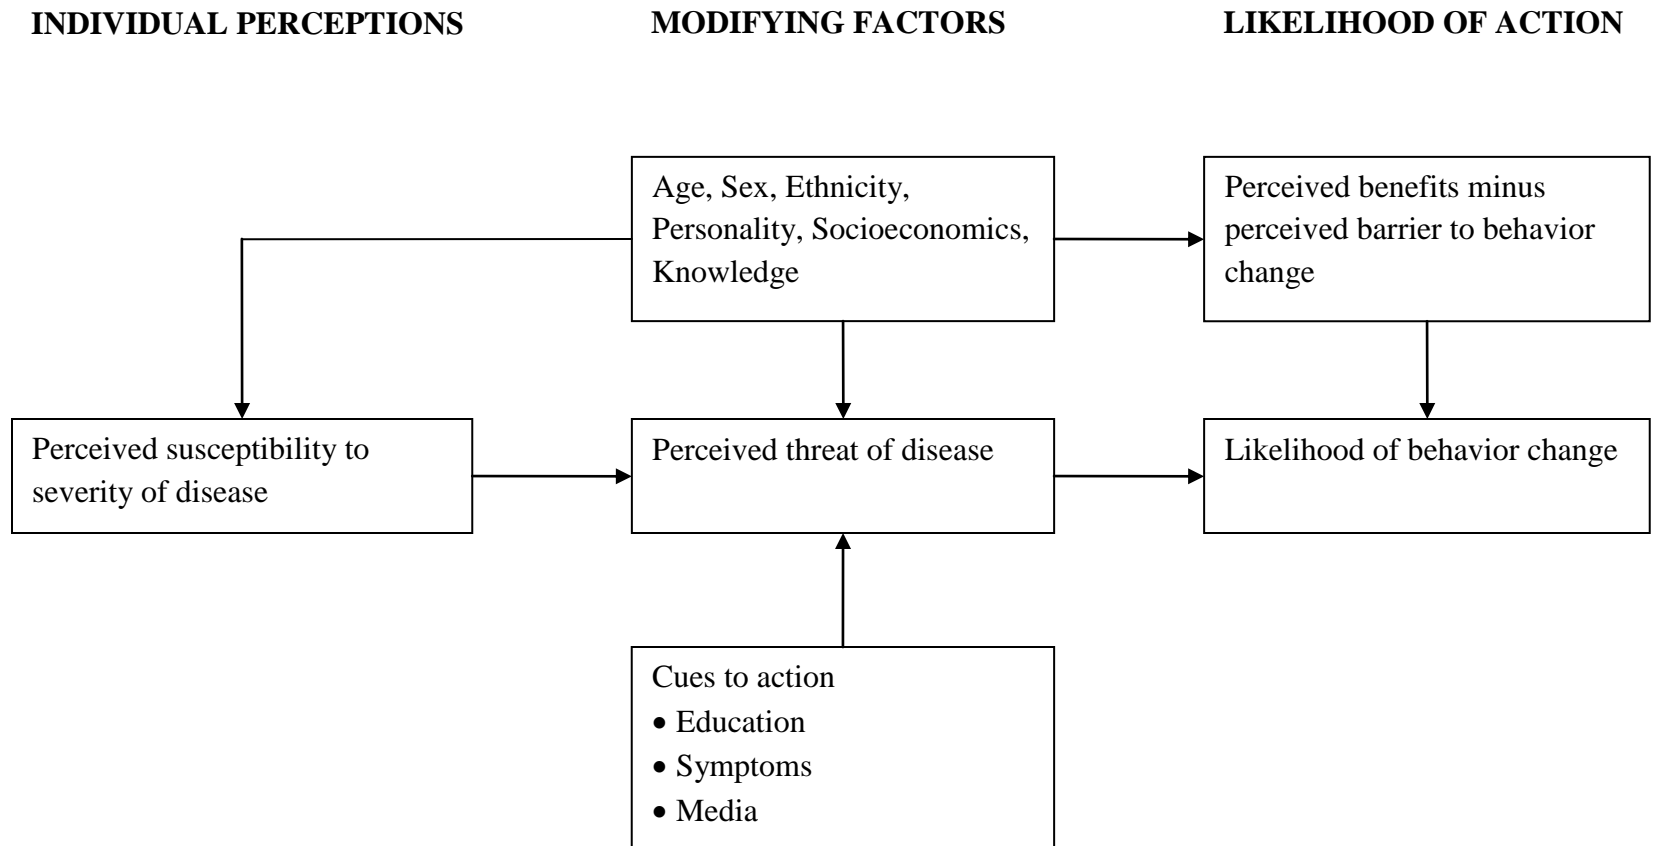 INDIVIDUAL PERCEPTIONS
MODIFYING FACTORS
LIKELIHOOD OF ACTION
Age, Sex, Ethnicity,
Personality, Socioeconomics,
Knowledge
Perceived benefits minus
perceived barrier to behavior
change
Perceived susceptibility to
severity of disease
Perceived threat of disease
Likelihood of behavior change
Cues to action
• Education
• Symptoms
• Media